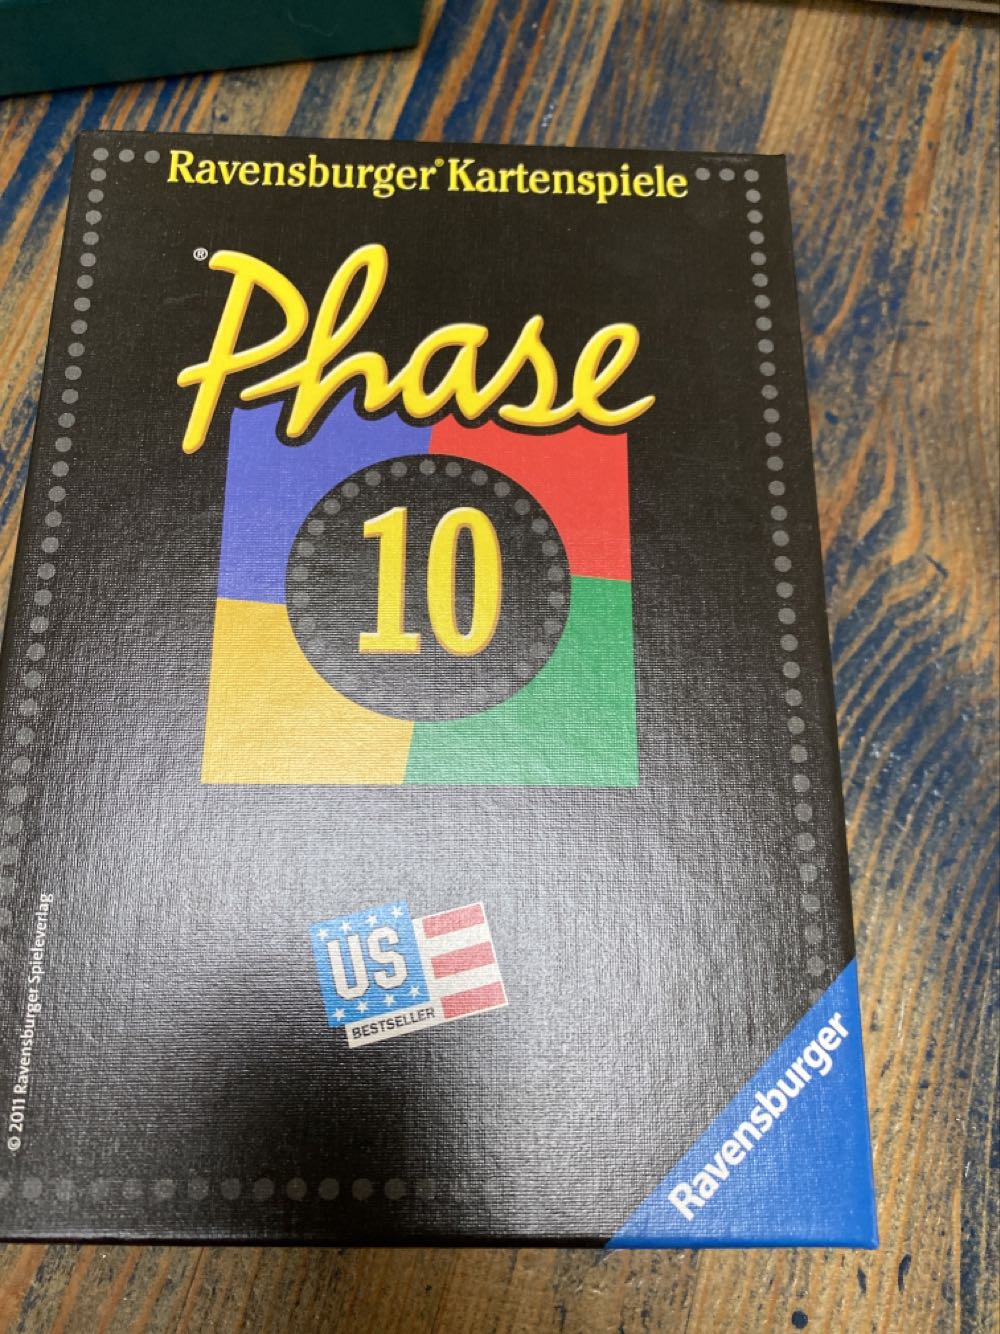 Ravensburger® Kartenspiele
®Phase
10
US
BESTSELLER
© 2011 Ravensburger Spieleverlag
Ravensburger